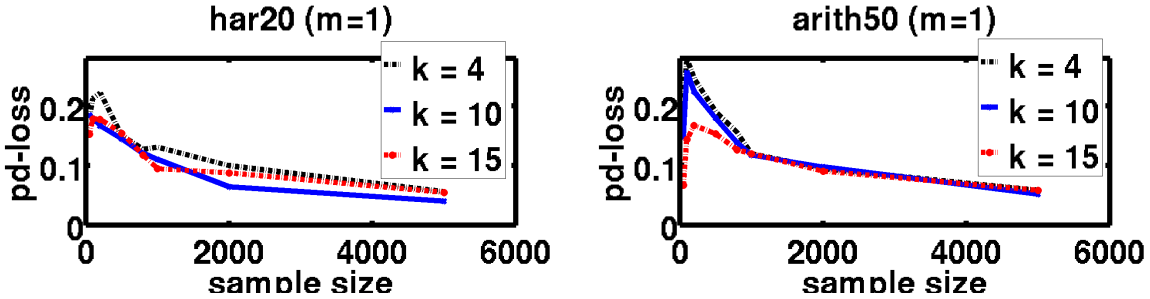 har20 (m=1)
pd-loss
0.2
0.1
0
k = 4
k = 10
k = 15
0 2000 4000 6000
sample size
arith50 (m=1)
pd-loss
0.2
0.1
0
k = 4
k = 10
k = 15
0 2000 4000 6000
sample size